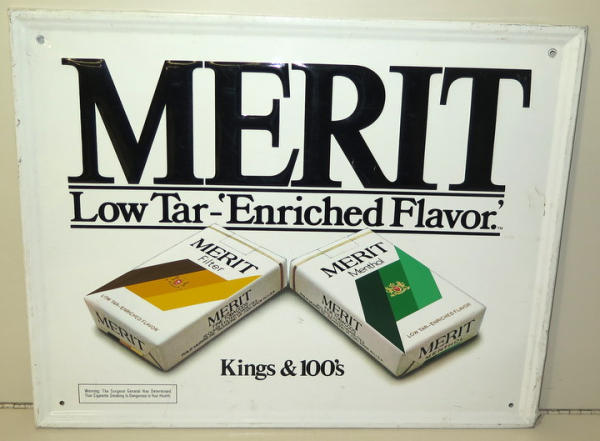 MERIT
Low Tar-'Enriched Flavor.'™
MERIT
Filter
LOW TAR-ENRICHED FLAVOR
MERIT
MERIT
MERIT
Menthol
LOW TAR-ENRICHED FLAVOR
MERIT
MERIT
Kings & 100's
Warning: The Surgeon General Has Determined
That Cigarette Smoking Is Dangerous to Your Health.